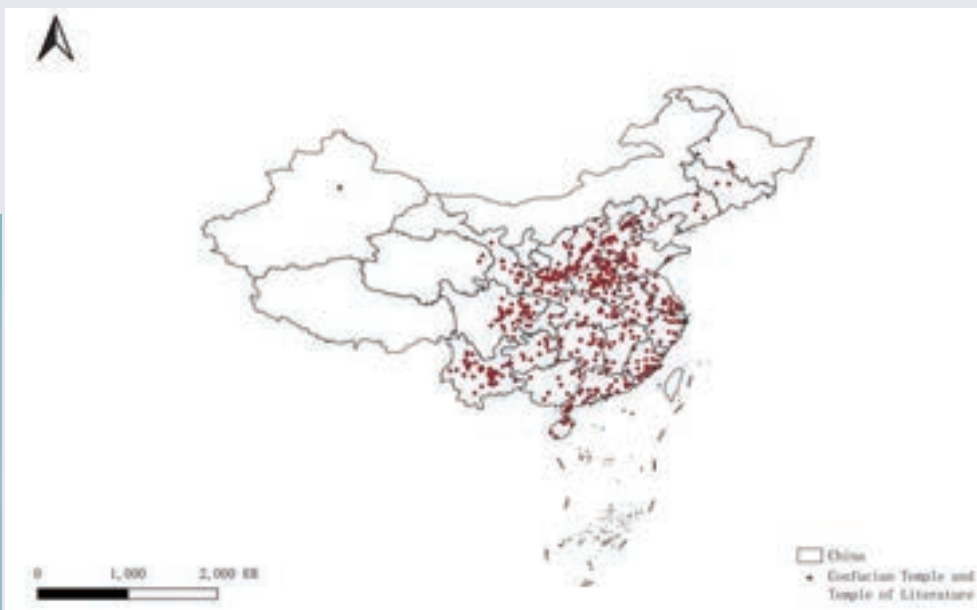 0 1,000 2,000 KM
China
Confucian Temple and
Temple of Literature